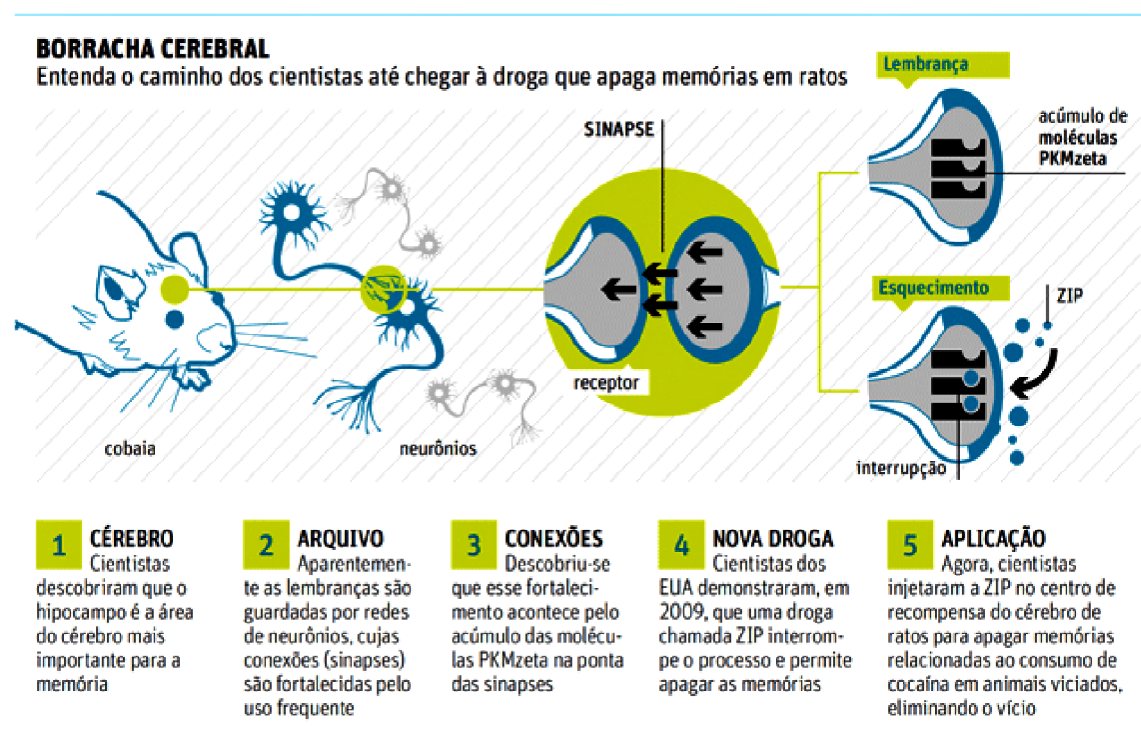 BORRACHA CEREBRAL
Entenda o caminho dos cientistas até chegar à droga que apaga memórias em ratos
Lembrança
acúmulo de
moléculas
PKMzeta
SINAPSE
receptor
Esquecimento
ZIP
interrupção
cobaia
neurônios
1 CÉREBRO
Cientistas
descobriram que o
hipocampo é a área
do cérebro mais
importante para a
memória
2 ARQUIVO
Aparentemen-
te as lembranças são
guardadas por redes
de neurônios, cujas
conexões (sinapses)
são fortalecidas pelo
uso frequente
3 CONEXÕES
Descobriu-se
que esse fortaleci-
mento acontece pelo
acúmulo das molécu-
las PKMzeta na ponta
das sinapses
4 NOVA DROGA
Cientistas dos
EUA demonstraram, em
2009, que uma droga
chamada ZIP interrom-
pe o processo e permite
apagar as memórias
5 APLICAÇÃO
Agora, cientistas
injetaram a ZIP no centro de
recompensa do cérebro de
ratos para apagar memórias
relacionadas ao consumo de
cocaína em animais viciados,
eliminando o vício